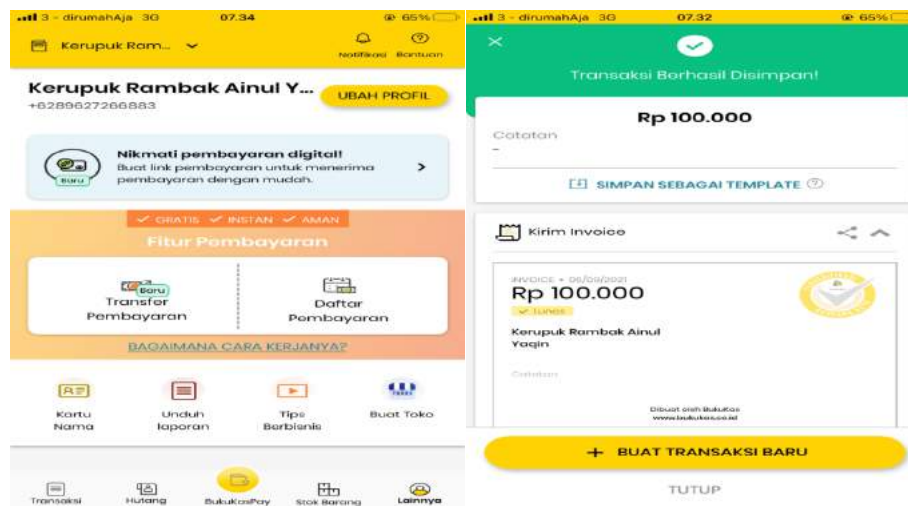 3 - dirumahAja 3G 07.34 65%
Kerupuk Ram...
Notifikasi Bantuan
Kerupuk Rambak Ainul Y...
+6289627266883
UBAH PROFIL
Nikmati pembayaran digital!
Buat link pembayaran untuk menerima
pembayaran dengan mudah.
Baru
GRATIS INSTAN AMAN
Fitur Pembayaran
Baru
Transfer
Pembayaran
Daftar
Pembayaran
BAGAIMANA CARA KERJANYA?
Kartu
Nama
Unduh
laporan
Tips
Berbisnis
Buat Toko
Transaksi Hutang BukuKasPay Stok Barang Lainnya
3 - dirumahAja 3G 07.32 65%
Transaksi Berhasil Disimpan!
Rp 100.000
Catatan
-
SIMPAN SEBAGAI TEMPLATE
Kirim Invoice
INVOICE • 06/09/2021
Rp 100.000
Tunas
Kerupuk Rambak Ainul
Yaqin
Catatan
Dibuat oleh BukuKas
www.bukukas.co.id
+ BUAT TRANSAKSI BARU
TUTUP